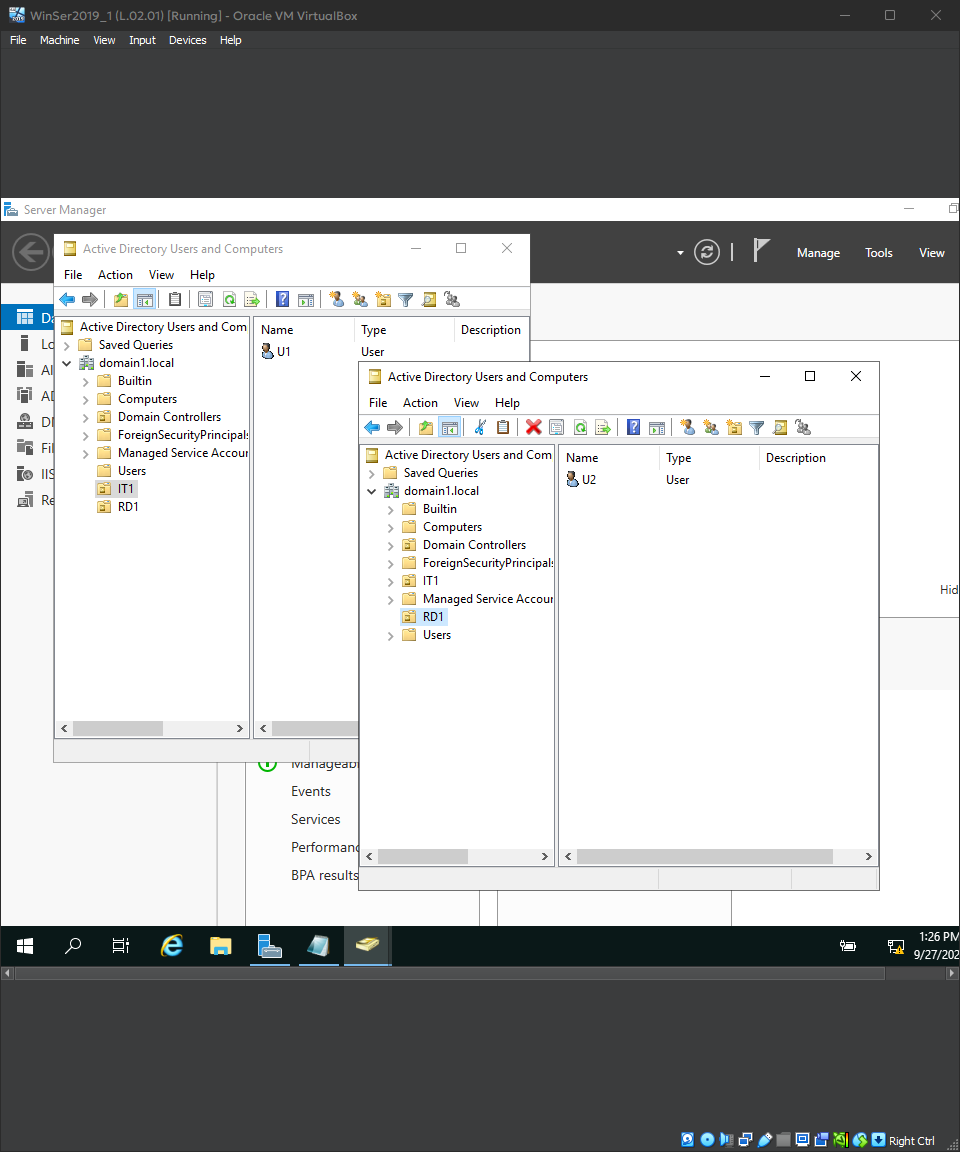 WinSer2019_1 (L.02.01) [Running] - Oracle VM VirtualBox
File Machine View Input Devices Help
Server Manager
Manage Tools View
Active Directory Users and Computers
File Action View Help
Active Directory Users and Com
Saved Queries
domain1.local
Builtin
Computers
Domain Controllers
ForeignSecurityPrincipals
Managed Service Accour
Users
IT1
RD1
Name Type Description
U1 User
Active Directory Users and Computers
File Action View Help
Active Directory Users and Com
Saved Queries
domain1.local
Builtin
Computers
Domain Controllers
ForeignSecurityPrincipals
IT1
Managed Service Accour
RD1
Users
Name Type Description
U2 User
Da
Lo
Al
AD
Fil
IIS
Re
Hid
Manageab
Events
Services
Performanc
BPA results
1:26 PM
9/27/202
Right Ctrl